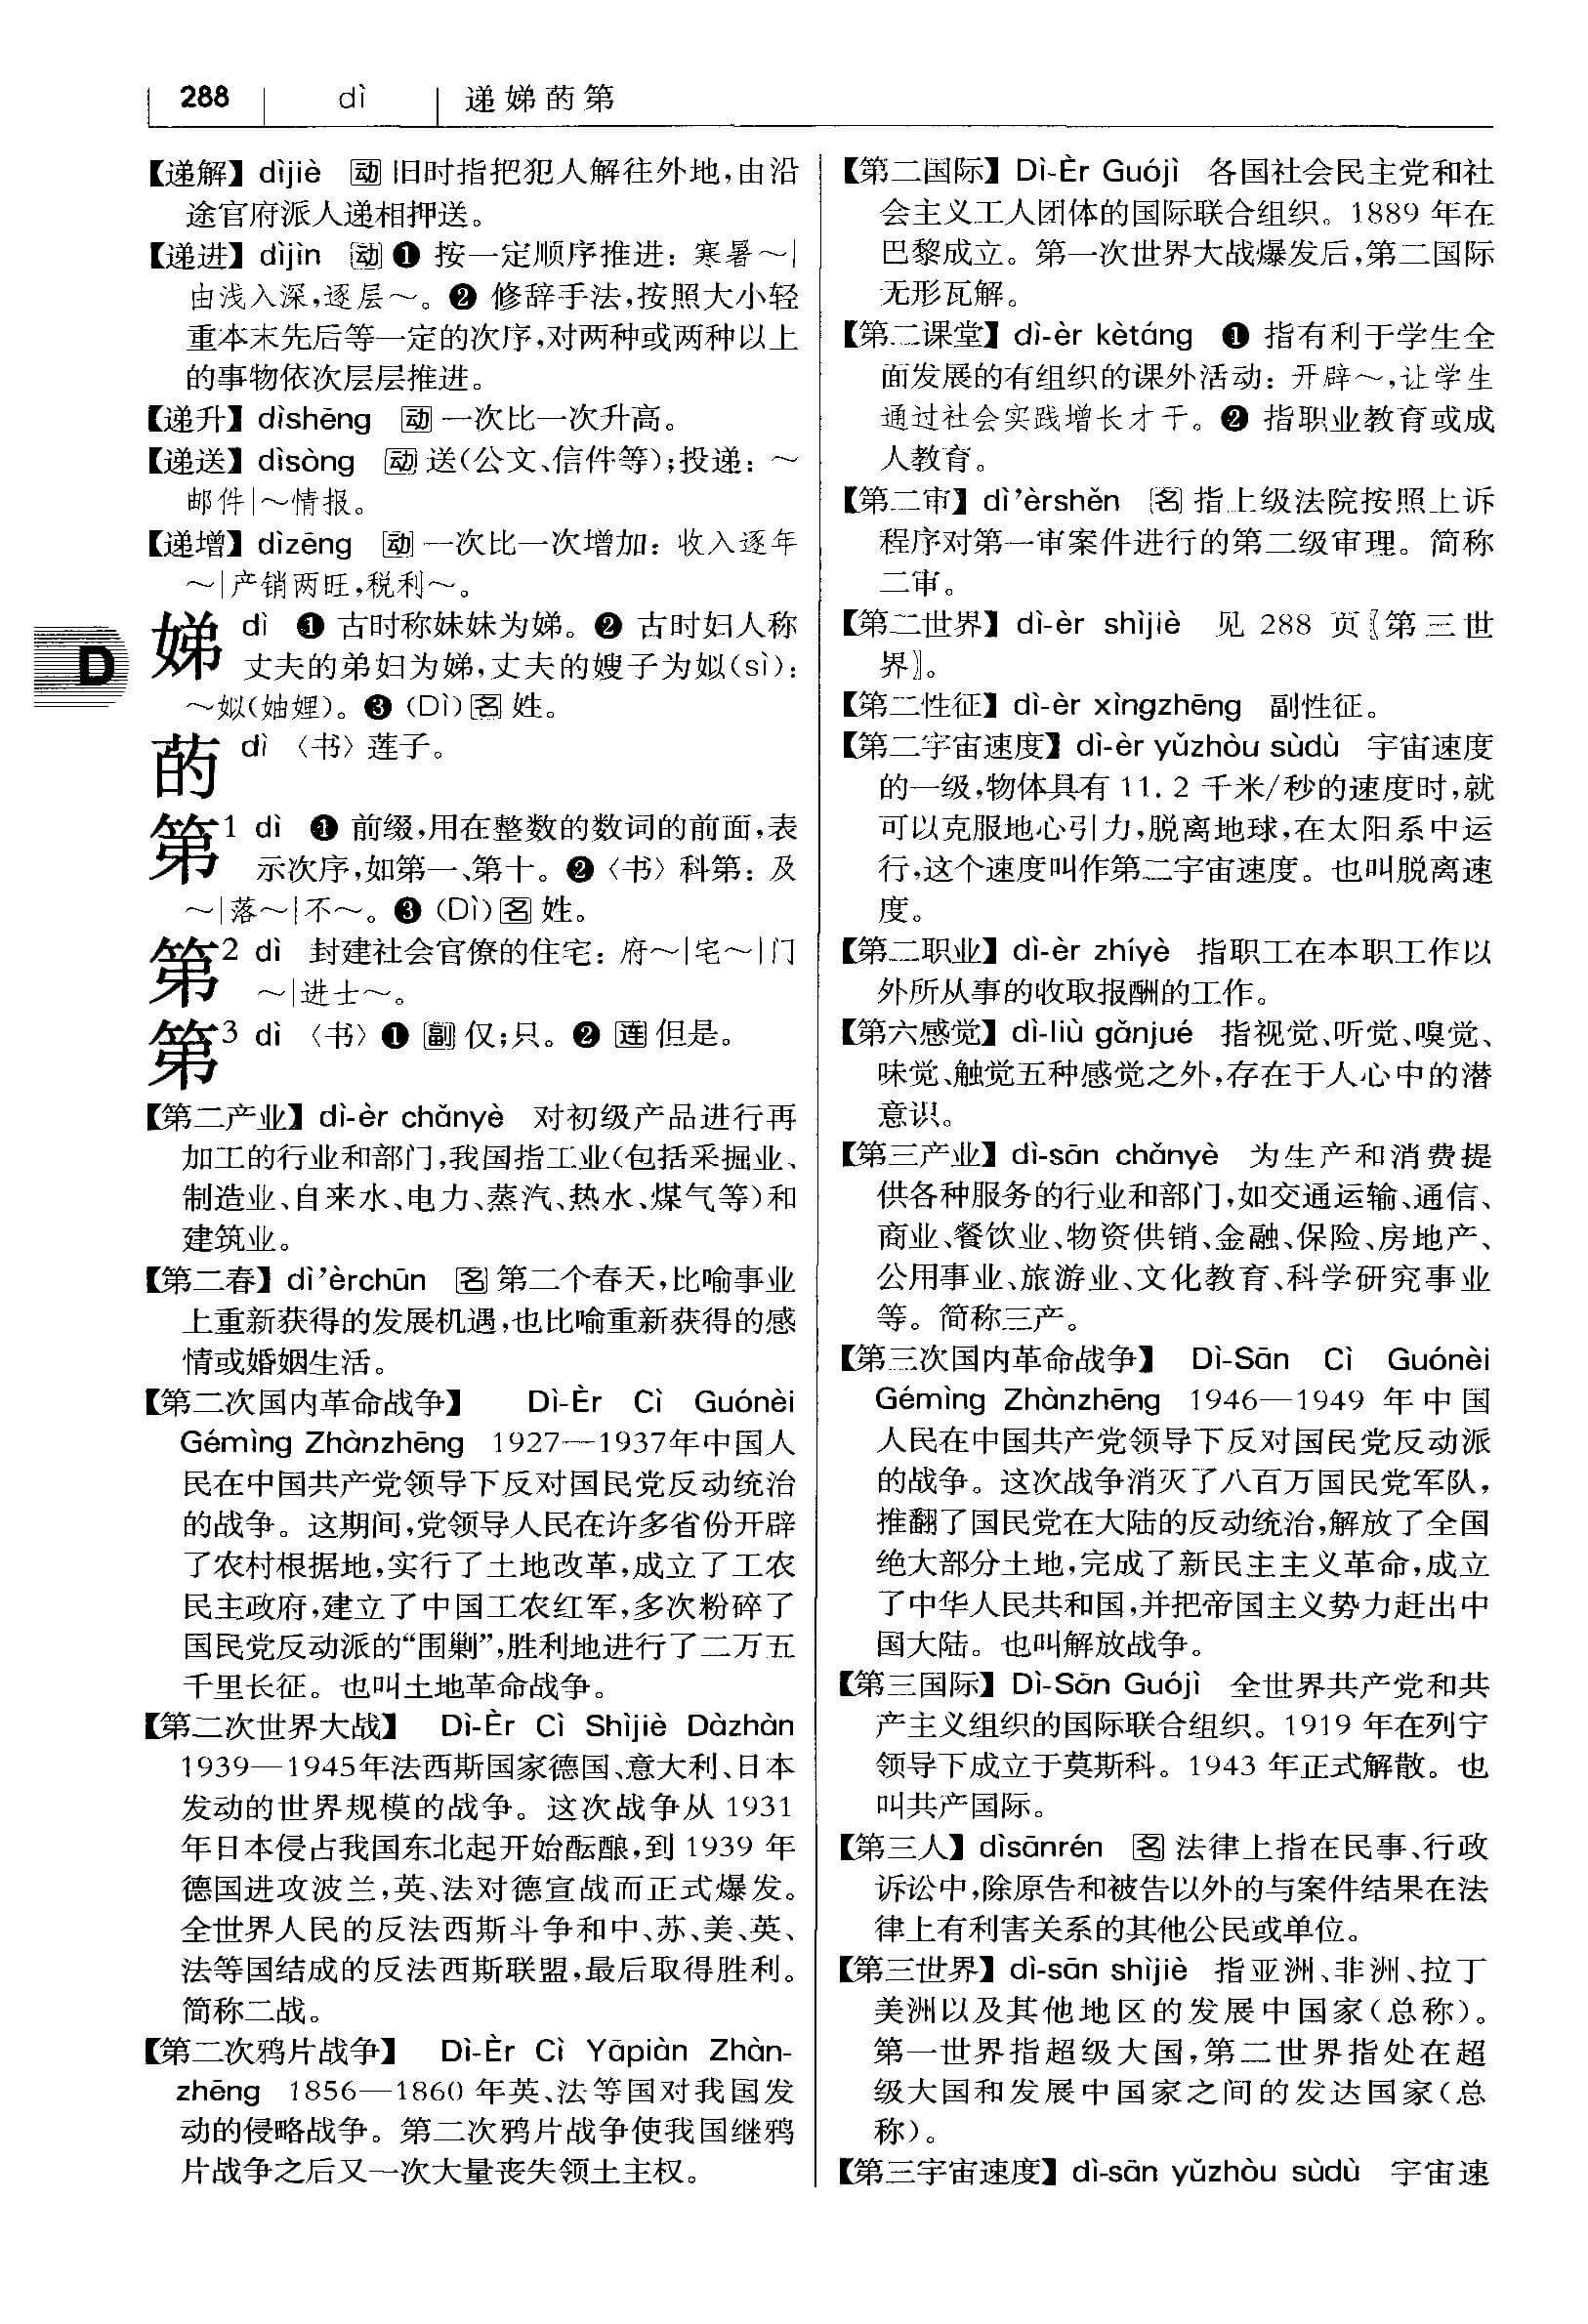 288 dì 递娣菂第
【递解】 dìjiè 动 旧时指把犯人解往外地,由沿
途官府派人递相押送。
【递进】 dìjìn 动 ❶ 按一定顺序推进：寒暑～|
由浅入深,逐层～。❷ 修辞手法,按照大小轻
重本末先后等一定的次序,对两种或两种以上
的事物依次层层推进。
【递升】 dìshēng 动 一次比一次升高。
【递送】 dìsòng 动 送(公文、信件等);投递：～
邮件|～情报。
【递增】 dìzēng 动 一次比一次增加：收入逐年
～|产销两旺,税利～。
D
娣 dì ❶ 古时称妹妹为娣。❷ 古时妇人称
丈夫的弟妇为娣,丈夫的嫂子为姒(sì)：
～姒(妯娌)。❸ (Dì) 名 姓。
菂 dì 〈书〉莲子。
第1 dì ❶ 前缀,用在整数的数词的前面,表
示次序,如第一、第十。❷〈书〉科第：及
～|落～|不～。❸ (Dì) 名 姓。
第2 dì 封建社会官僚的住宅：府～|宅～|门
～|进士～。
第3 dì 〈书〉❶ 副 仅;只。❷ 连 但是。
【第二产业】 dì-èr chǎnyè 对初级产品进行再
加工的行业和部门,我国指工业(包括采掘业、
制造业、自来水、电力、蒸汽、热水、煤气等)和
建筑业。
【第二春】 dì’èrchūn 名 第二个春天,比喻事业
上重新获得的发展机遇,也比喻重新获得的感
情或婚姻生活。
【第二次国内革命战争】 Dì-Èr Cì Guónèi
Gémìng Zhànzhēng 1927—1937年中国人
民在中国共产党领导下反对国民党反动统治
的战争。这期间,党领导人民在许多省份开辟
了农村根据地,实行了土地改革,成立了工农
民主政府,建立了中国工农红军,多次粉碎了
国民党反动派的“围剿”,胜利地进行了二万五
千里长征。也叫土地革命战争。
【第二次世界大战】 Dì-Èr Cì Shìjiè Dàzhàn
1939—1945年法西斯国家德国、意大利、日本
发动的世界规模的战争。这次战争从 1931
年日本侵占我国东北起开始酝酿,到 1939 年
德国进攻波兰,英、法对德宣战而正式爆发。
全世界人民的反法西斯斗争和中、苏、美、英、
法等国结成的反法西斯联盟,最后取得胜利。
简称二战。
【第二次鸦片战争】 Dì-Èr Cì Yāpiàn Zhàn-
zhēng 1856—1860 年英、法等国对我国发
动的侵略战争。第二次鸦片战争使我国继鸦
片战争之后又一次大量丧失领土主权。
【第二国际】 Dì-Èr Guójì 各国社会民主党和社
会主义工人团体的国际联合组织。1889 年在
巴黎成立。第一次世界大战爆发后,第二国际
无形瓦解。
【第二课堂】 dì-èr kètáng ❶ 指有利于学生全
面发展的有组织的课外活动：开辟～,让学生
通过社会实践增长才干。❷ 指职业教育或成
人教育。
【第二审】 dì’èrshěn 名 指上级法院按照上诉
程序对第一审案件进行的第二级审理。简称
二审。
【第二世界】 dì-èr shìjiè 见 288 页〖第三世
界〗。
【第二性征】 dì-èr xìngzhēng 副性征。
【第二宇宙速度】 dì-èr yǔzhòu sùdù 宇宙速度
的一级,物体具有 11.2 千米/秒的速度时,就
可以克服地心引力,脱离地球,在太阳系中运
行,这个速度叫作第二宇宙速度。也叫脱离速
度。
【第二职业】 dì-èr zhíyè 指职工在本职工作以
外所从事的收取报酬的工作。
【第六感觉】 dì-liù gǎnjué 指视觉、听觉、嗅觉、
味觉、触觉五种感觉之外,存在于人心中的潜
意识。
【第三产业】 dì-sān chǎnyè 为生产和消费提
供各种服务的行业和部门,如交通运输、通信、
商业、餐饮业、物资供销、金融、保险、房地产、
公用事业、旅游业、文化教育、科学研究事业
等。简称三产。
【第三次国内革命战争】 Dì-Sān Cì Guónèi
Gémìng Zhànzhēng 1946—1949 年中国
人民在中国共产党领导下反对国民党反动派
的战争。这次战争消灭了八百万国民党军队,
推翻了国民党在大陆的反动统治,解放了全国
绝大部分土地,完成了新民主主义革命,成立
了中华人民共和国,并把帝国主义势力赶出中
国大陆。也叫解放战争。
【第三国际】 Dì-Sān Guójì 全世界共产党和共
产主义组织的国际联合组织。1919 年在列宁
领导下成立于莫斯科。1943 年正式解散。也
叫共产国际。
【第三人】 dìsānrén 名 法律上指在民事、行政
诉讼中,除原告和被告以外的与案件结果在法
律上有利害关系的其他公民或单位。
【第三世界】 dì-sān shìjiè 指亚洲、非洲、拉丁
美洲以及其他地区的发展中国家(总称)。
第一世界指超级大国,第二世界指处在超
级大国和发展中国家之间的发达国家(总
称)。
【第三宇宙速度】 dì-sān yǔzhòu sùdù 宇宙速